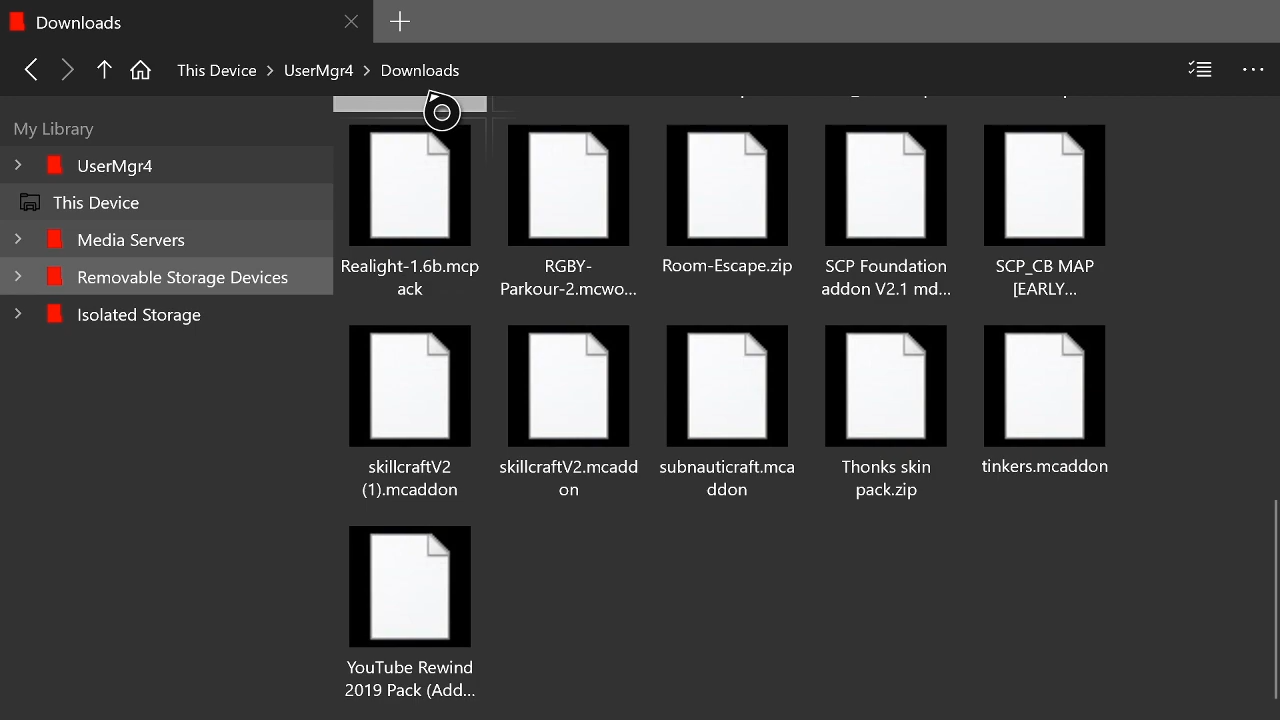 Downloads
This Device > UserMgr4 > Downloads
My Library
UserMgr4
This Device
Media Servers
Removable Storage Devices
Isolated Storage
Realight-1.6b.mcp
ack
RGBY-
Parkour-2.mcwo...
Room-Escape.zip
SCP Foundation
addon V2.1 md...
SCP_CB MAP
[EARLY...
skillcraftV2
(1).mcaddon
skillcraftV2.mcadd
on
subnauticraft.mca
ddon
Thonks skin
pack.zip
tinkers.mcaddon
YouTube Rewind
2019 Pack (Add...